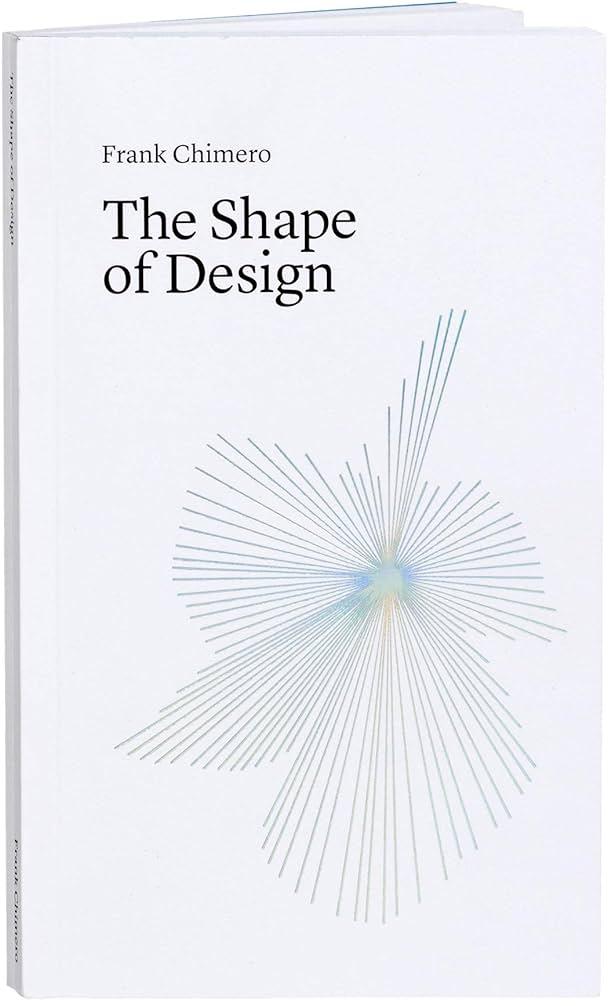 Frank Chimero
The Shape
of Design
The Shape of Design
Frank Chimero